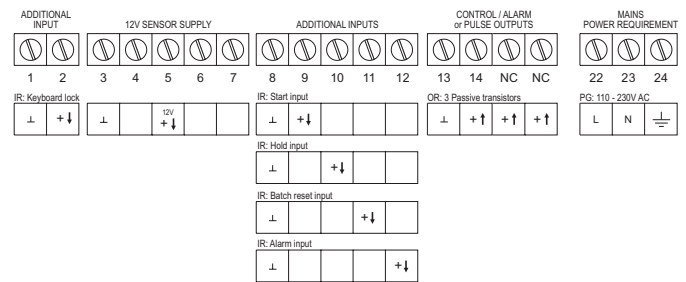 ADDITIONAL INPUT
12V SENSOR SUPPLY
ADDITIONAL INPUTS
CONTROL / ALARM or PULSE OUTPUTS
MAINS POWER REQUIREMENT
1 2 3 4 5 6 7 8 9 10 11 12 13 14 NC NC 22 23 24
IR: Keyboard lock
IR: Start input
OR: 3 Passive transistors
PG: 110 - 230V AC
⊥ +↓ ⊥ 12V +↓ ⊥ +↓ ⊥ +↑ +↑ +↑ L N ⏚
IR: Hold input
⊥ +↓
IR: Batch reset input
⊥ +↓
IR: Alarm input
⊥ +↓